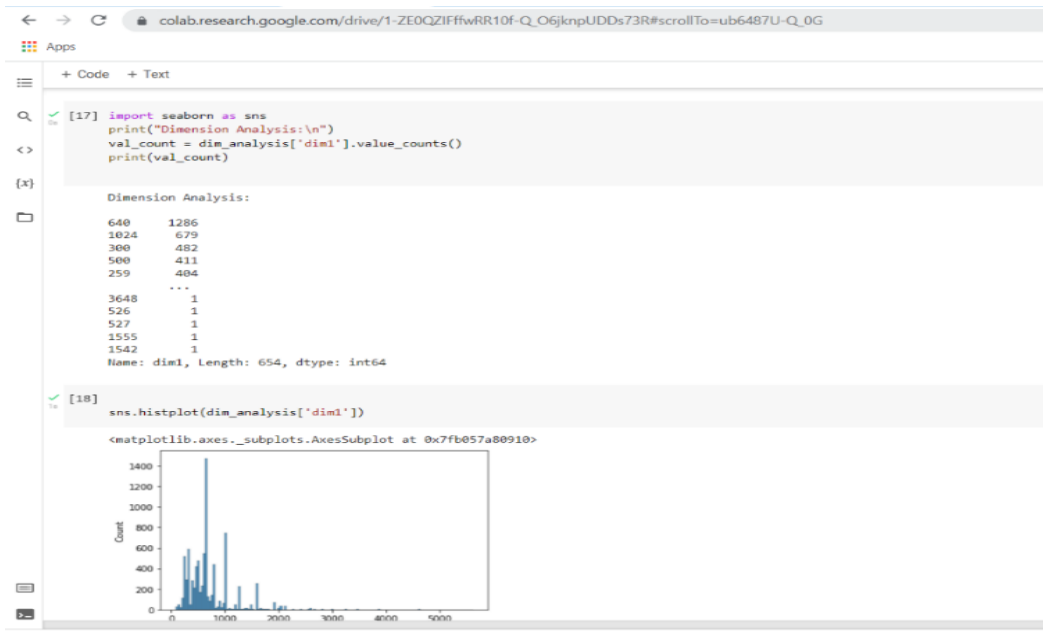 colab.research.google.com/drive/1-ZE0QZIFffwRR10f-Q_O6jknpUDDs73R#scrollTo=ub6487U-Q_0G
Apps
+ Code + Text
[17] import seaborn as sns
print("Dimension Analysis:\n")
val_count = dim_analysis['dim1'].value_counts()
print(val_count)
{x}
Dimension Analysis:
640 1286
1024 679
300 482
500 411
259 404
...
3648 1
526 1
527 1
1555 1
1542 1
Name: dim1, Length: 654, dtype: int64
[18]
sns.histplot(dim_analysis['dim1'])
<matplotlib.axes._subplots.AxesSubplot at 0x7fb057a80910>
1400
1200
1000
800
600
400
200
0
Count
0 1000 2000 3000 4000 5000